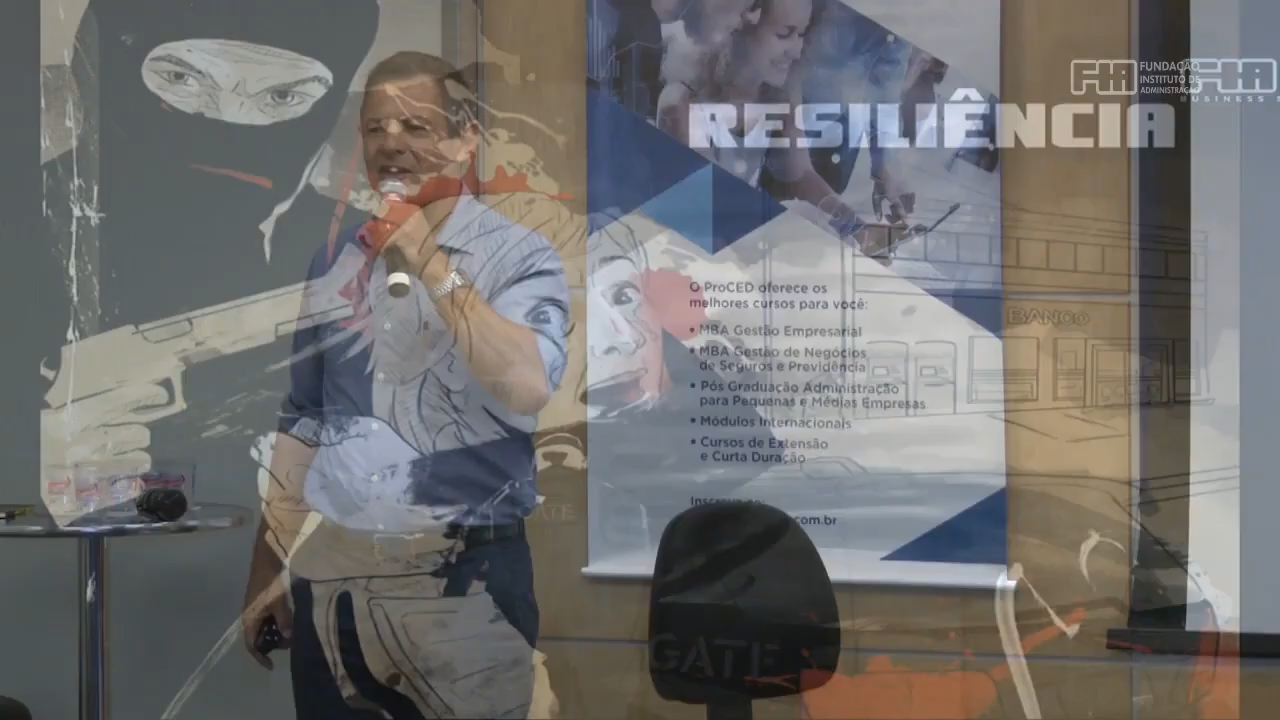 FIA
FUNDAÇÃO
INSTITUTO DE
ADMINISTRAÇÃO
FIA
RESILIÊNCIA
O ProCED oferece os
melhores cursos para você:
BANCO
• MBA Gestão Empresarial
• MBA Gestão de Negócios
de Seguros e Previdência
• Pós Graduação Administração
para Pequenas e Médias Empresas
• Módulos Internacionais
• Cursos de Extensão
e Curta Duração
com.br
GATE